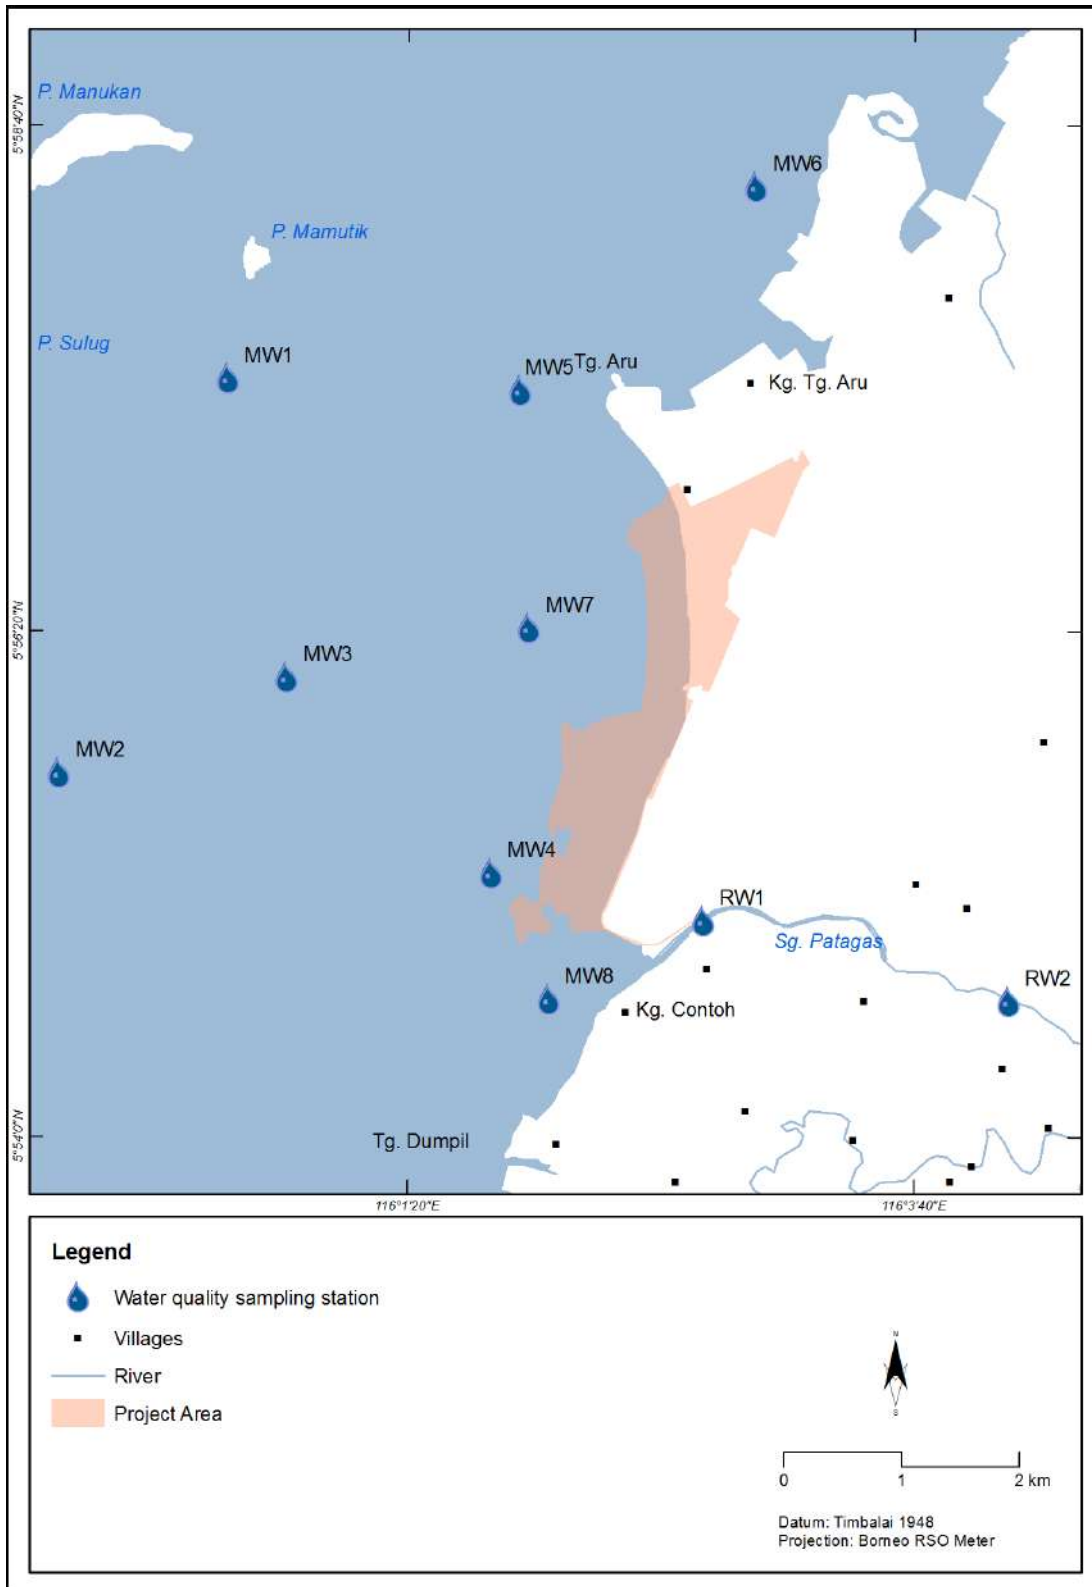 P. Manukan
5°58'40"N
MW6
P. Mamutik
P. Sulug
MW1
MW5
Tg. Aru
Kg. Tg. Aru
MW7
5°56'20"N
MW3
MW2
MW4
RW1
Sg. Patagas
MW8
RW2
Kg. Contoh
5°54'0"N
Tg. Dumpil
116°1'20"E
116°3'40"E
Legend
Water quality sampling station
Villages
River
Project Area
N
S
0 1 2 km
Datum: Timbalai 1948
Projection: Borneo RSO Meter